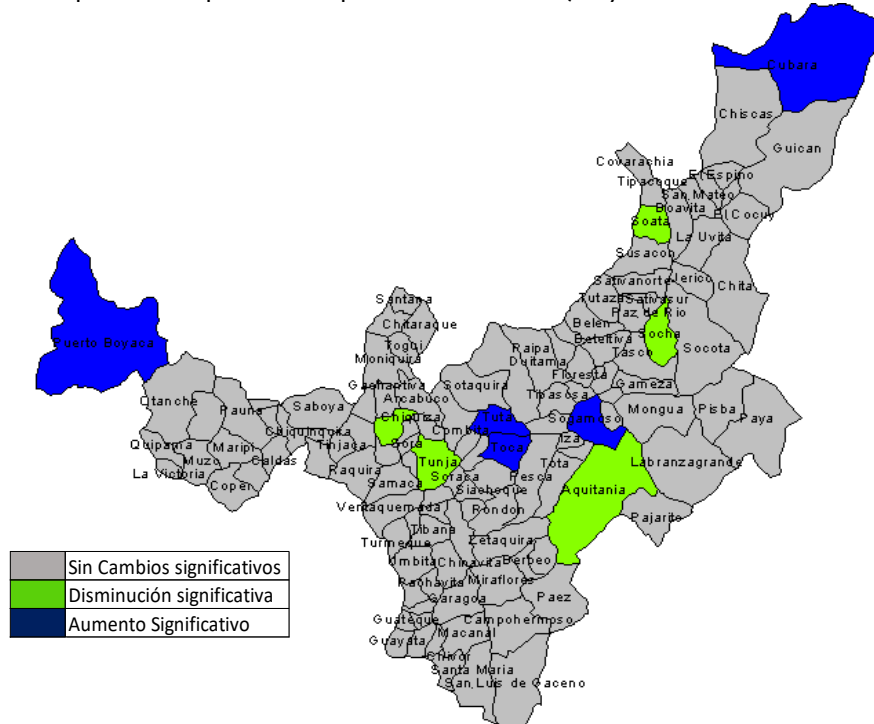 Cubara
Chiscas
Guican
Covarachia
El Espino
Tipacoque
San Mateo
Boavita
El Cocuy
Soata
La Uvita
Susacon
Jerico
Chita
Sativanorte
Sativasur
Tutaza
Paz de Rio
Belen
Socha
Socota
Betetiva
Tasco
Puerto Boyaca
Santana
Chitaraque
Togui
Moniquira
Raipa
Duitama
Floresta
Gameza
Gachantiva
Sotaquira
Arcabuco
Tibasosa
Mongua
Pisba
Paya
Otanche
Pauna
Saboya
Chiquiza
Combita
Tuta
Sogamoso
Chiquinquira
Tinjaca
Sora
Iza
Quipama
Maripi
Toca
Muzo
Caldas
Raquira
Tunja
Tota
Labranzagrande
La Victoria
Coper
Samaca
Soraca
Pesca
Siachoque
Aquitania
Ventaquemada
Rondon
Pajarito
Tibana
Turmeque
Zetaquira
Umbita
Chinavita
Berbeo
Pachavita
Miraflores
Garagoa
Paez
Guateque
Campohermoso
Macanal
Guayata
Chivor
Santa Maria
San Luis de Gaceno
Sin Cambios significativos
Disminución significativa
Aumento Significativo